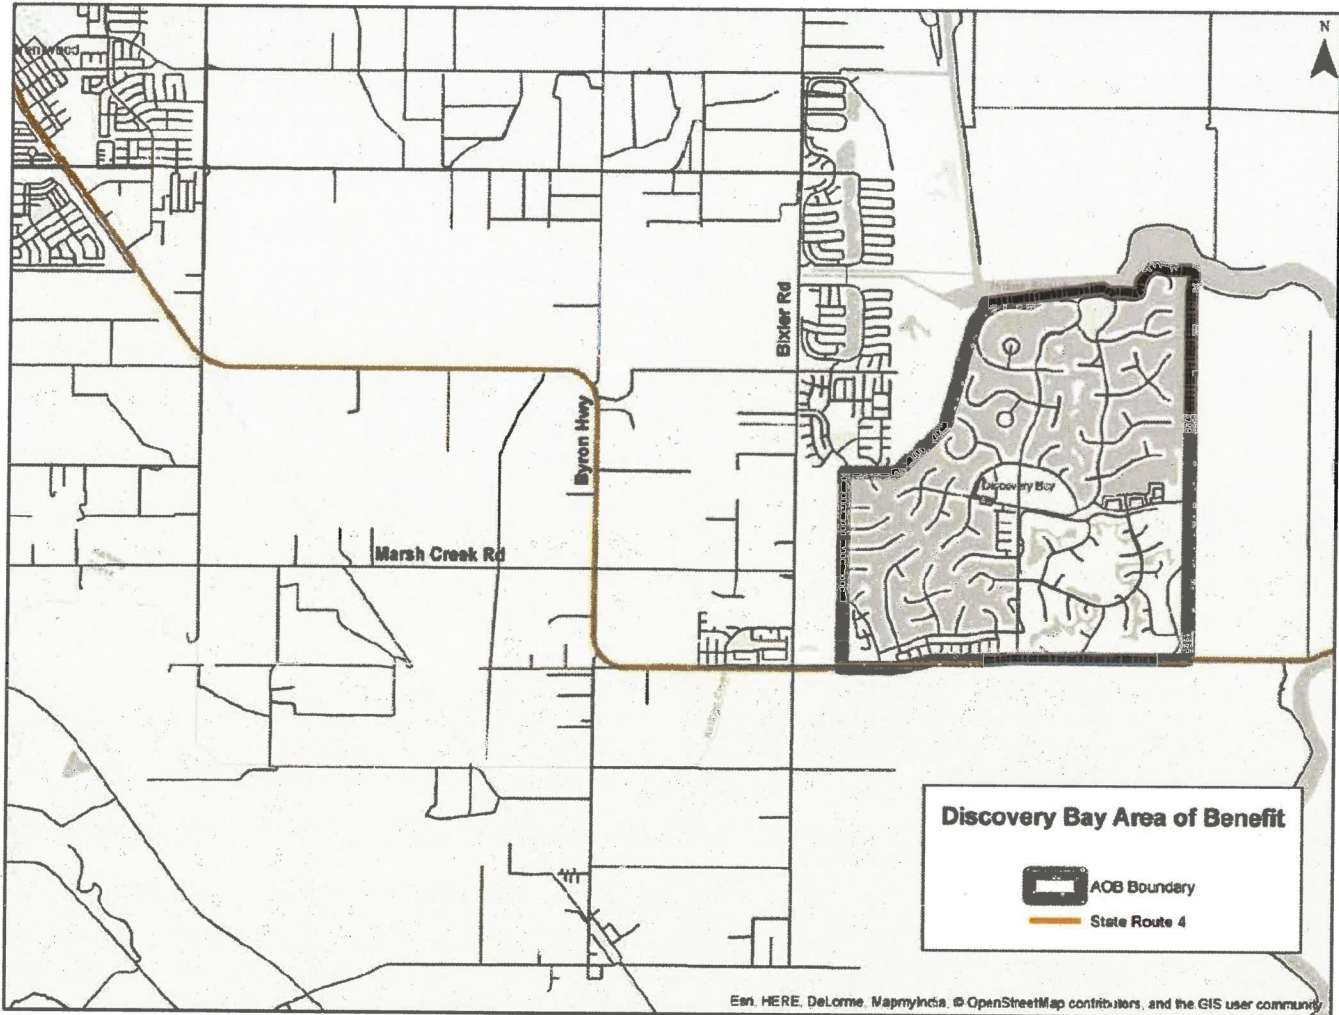 N
Bixler Rd
Byron Hwy
Discovery Bay
Marsh Creek Rd
Discovery Bay Area of Benefit
AOB Boundary
State Route 4
Esri, HERE, DeLorme, MapmyIndia, © OpenStreetMap contributors, and the GIS user community